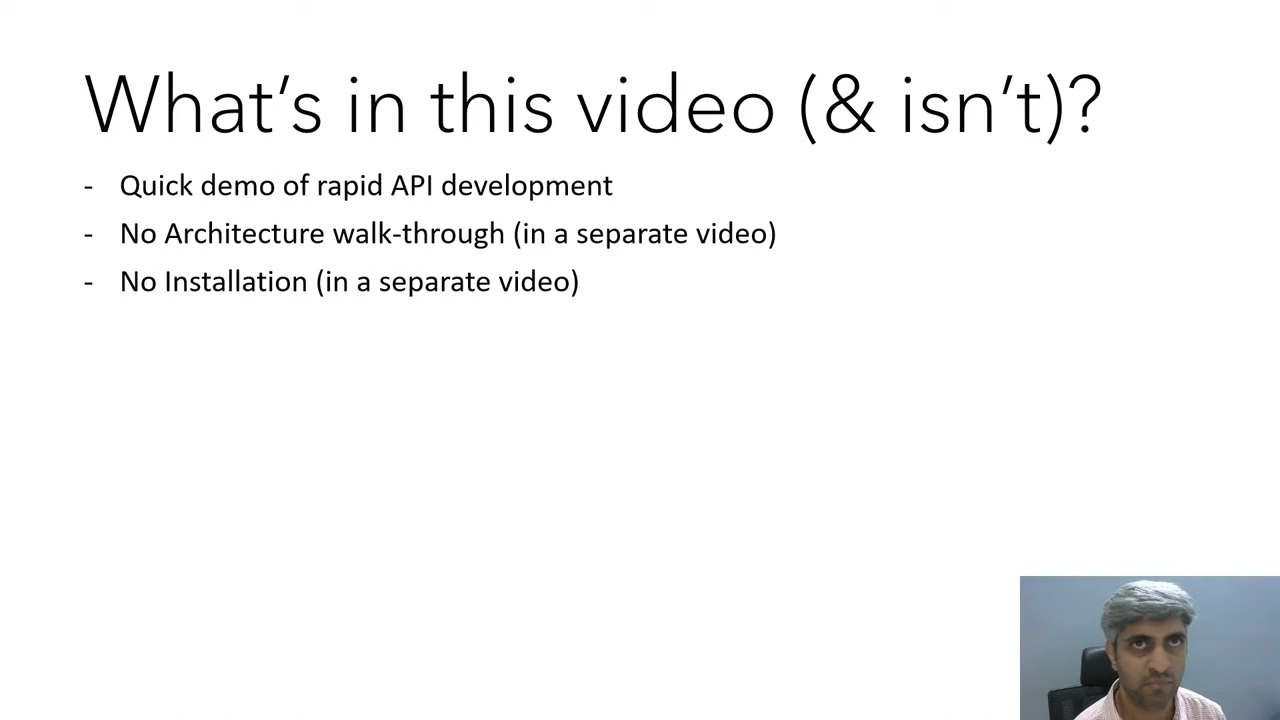 What’s in this video (& isn’t)?
- Quick demo of rapid API development
- No Architecture walk-through (in a separate video)
- No Installation (in a separate video)